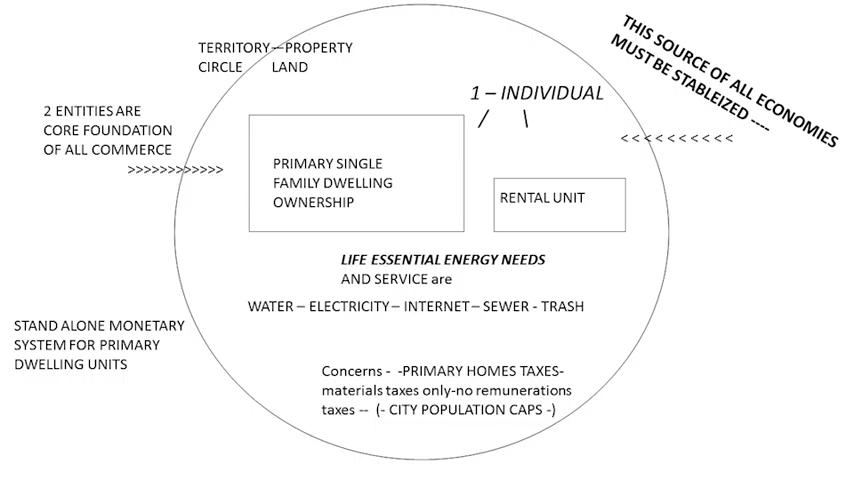 THIS SOURCE OF ALL ECONOMIES
MUST BE STABLEIZED ----
<<<<<<<<<<
TERRITORY---PROPERTY
CIRCLE LAND
1 – INDIVIDUAL
/ \
2 ENTITIES ARE
CORE FOUNDATION
OF ALL COMMERCE
>>>>>>>>>>>>
PRIMARY SINGLE
FAMILY DWELLING
OWNERSHIP
RENTAL UNIT
LIFE ESSENTIAL ENERGY NEEDS
AND SERVICE are
WATER – ELECTRICITY – INTERNET – SEWER - TRASH
STAND ALONE MONETARY
SYSTEM FOR PRIMARY
DWELLING UNITS
Concerns - -PRIMARY HOMES TAXES-
materials taxes only-no remunerations
taxes -- (- CITY POPULATION CAPS -)